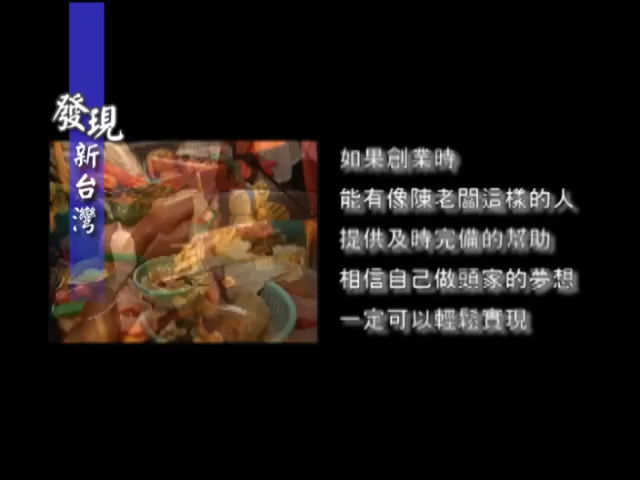 發現
新台灣
如果創業時
能有像陳老闆這樣的人
提供及時完備的幫助
相信自己做頭家的夢想
一定可以輕鬆實現